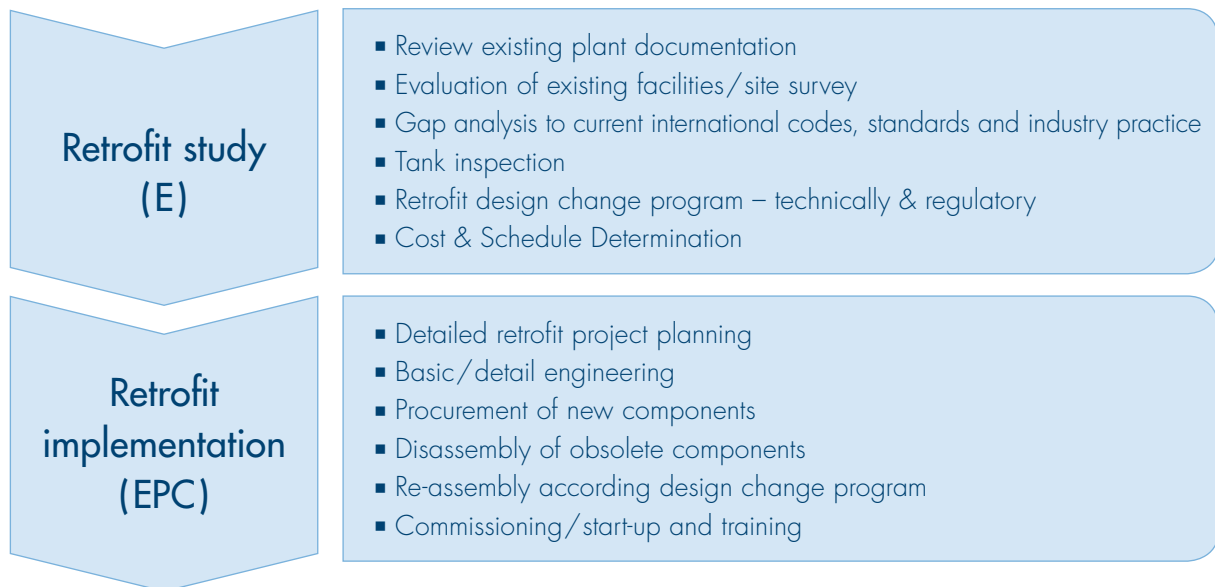 Retrofit study
(E)
▪ Review existing plant documentation
▪ Evaluation of existing facilities/site survey
▪ Gap analysis to current international codes, standards and industry practice
▪ Tank inspection
▪ Retrofit design change program – technically & regulatory
▪ Cost & Schedule Determination
Retrofit
implementation
(EPC)
▪ Detailed retrofit project planning
▪ Basic/detail engineering
▪ Procurement of new components
▪ Disassembly of obsolete components
▪ Re-assembly according design change program
▪ Commissioning/start-up and training